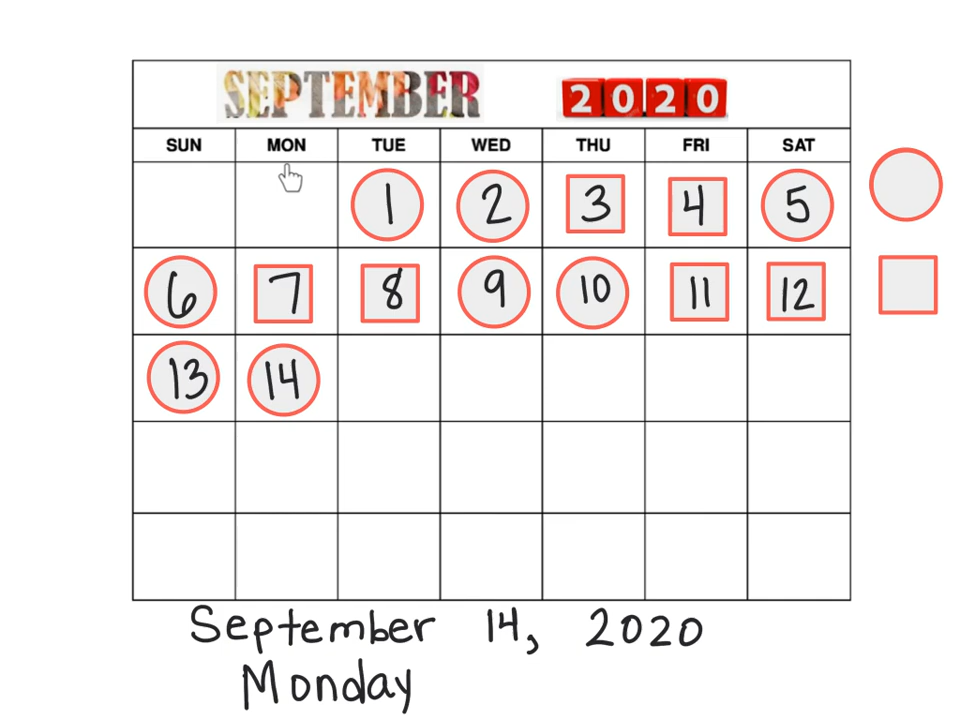 SEPTEMBER 2020
SUN MON TUE WED THU FRI SAT
1 2 3 4 5
6 7 8 9 10 11 12
13 14
September 14, 2020
Monday